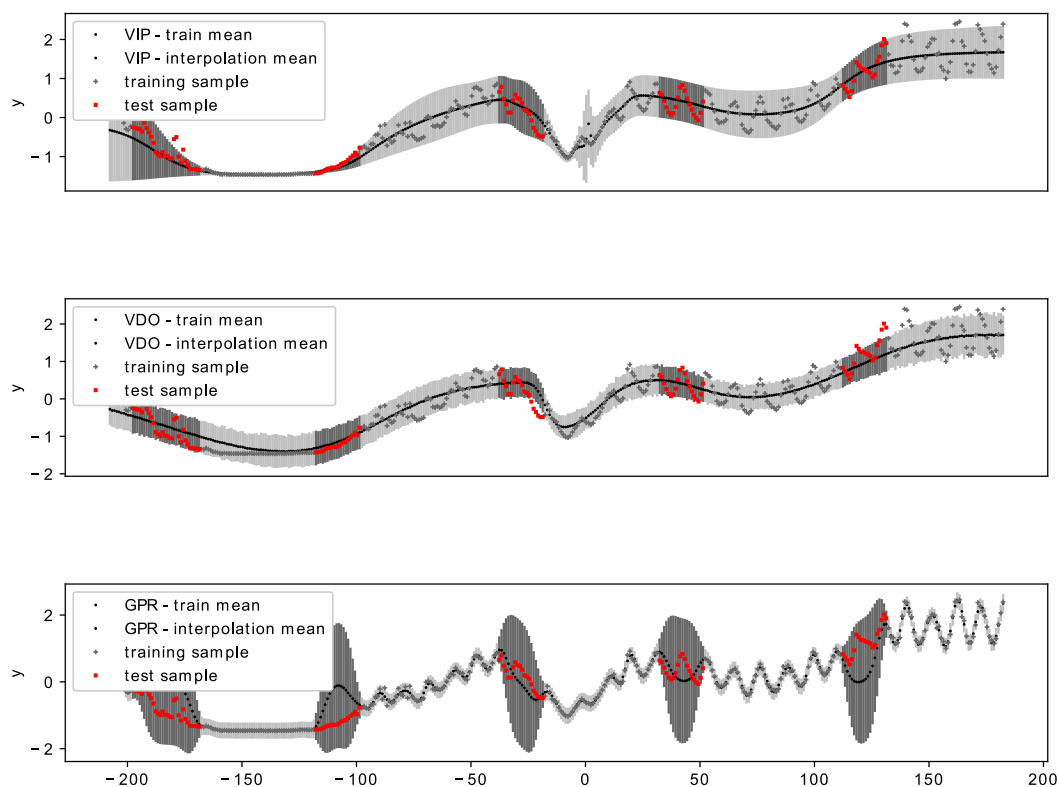 2
1
0
−1
y
VIP - train mean
VIP - interpolation mean
training sample
test sample
2
1
0
−1
−2
y
VDO - train mean
VDO - interpolation mean
training sample
test sample
2
0
−2
y
GPR - train mean
GPR - interpolation mean
training sample
test sample
−200 −150 −100 −50 0 50 100 150 200